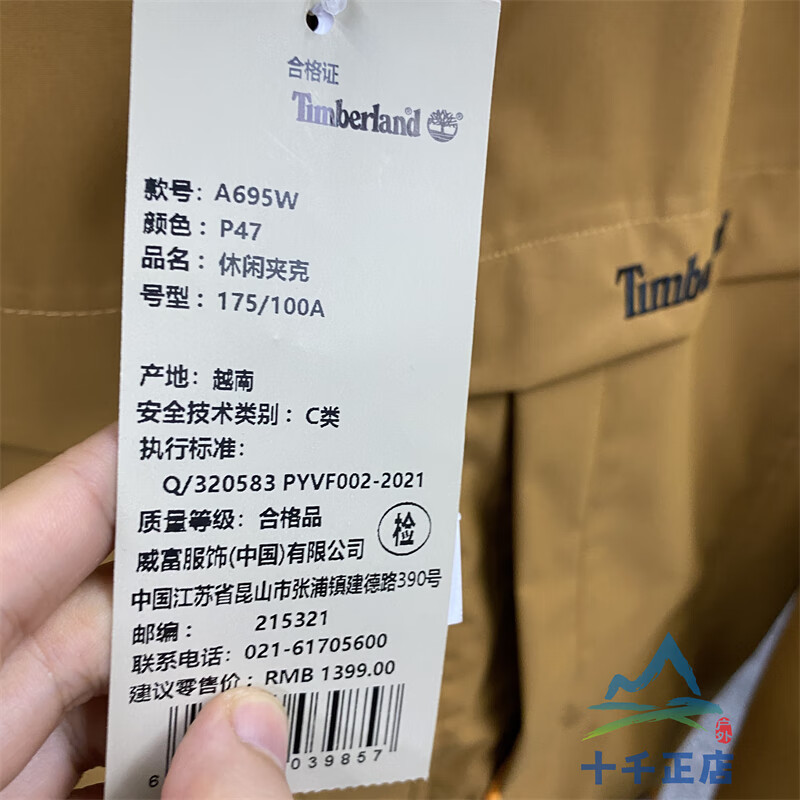 合格证
Timberland
款号：A695W
颜色：P47
品名：休闲夹克
号型：175/100A
产地：越南
安全技术类别：C类
执行标准：
Q/320583 PYVF002-2021
质量等级：合格品
检
威富服饰(中国)有限公司
中国江苏省昆山市张浦镇建德路390号
邮编： 215321
联系电话：021-61705600
建议零售价：RMB 1399.00
6 039857
Timbe d
十千正店